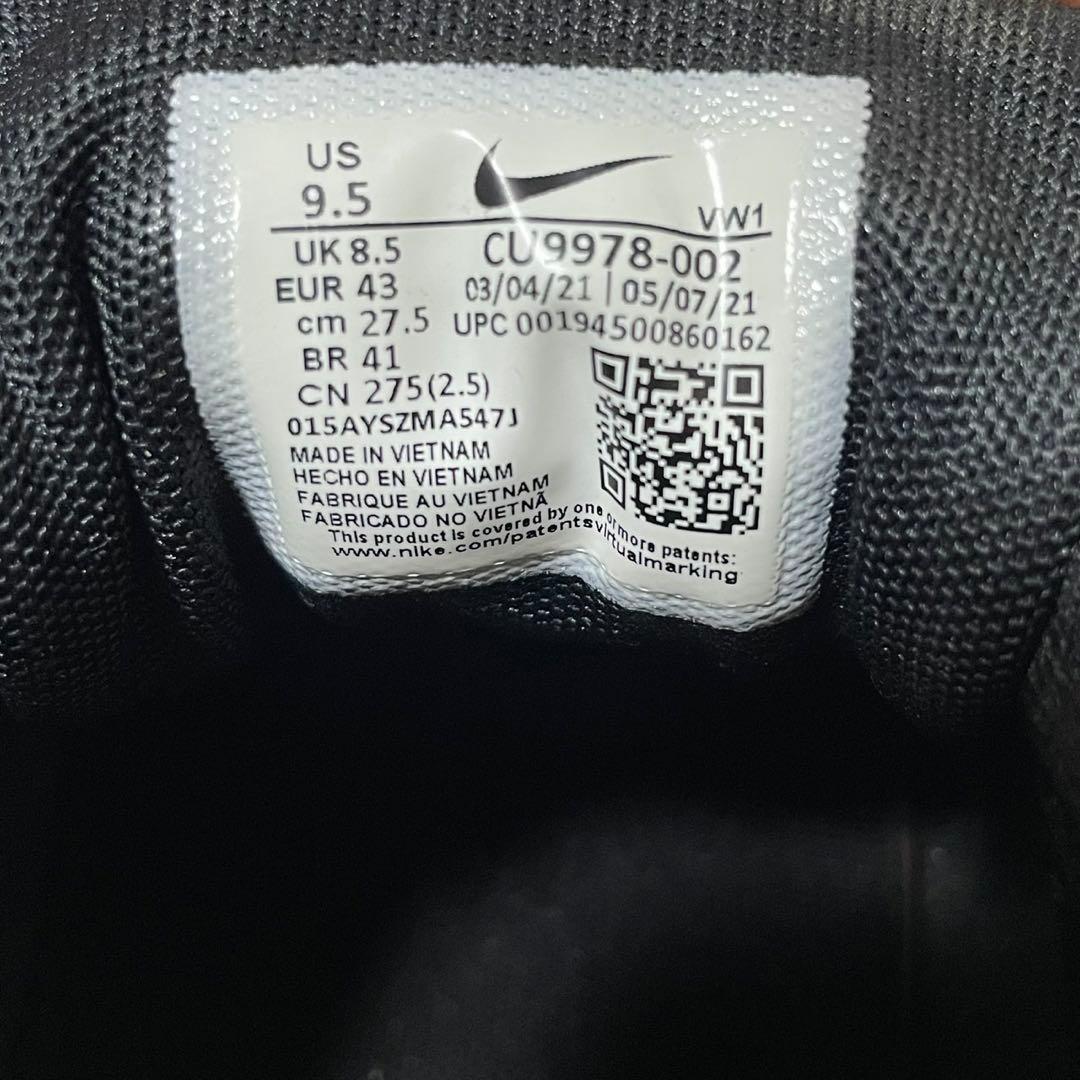 US
9.5
VW1
UK 8.5
CU9978-002
EUR 43
03/04/21 | 05/07/21
cm 27.5
UPC 00194500860162
BR 41
CN 275(2.5)
015AYSZMA547J
MADE IN VIETNAM
HECHO EN VIETNAM
FABRIQUE AU VIETNAM
FABRICADO NO VIETNÃ
This product is covered by one or more patents:
www.nike.com/patentsvirtualmarking